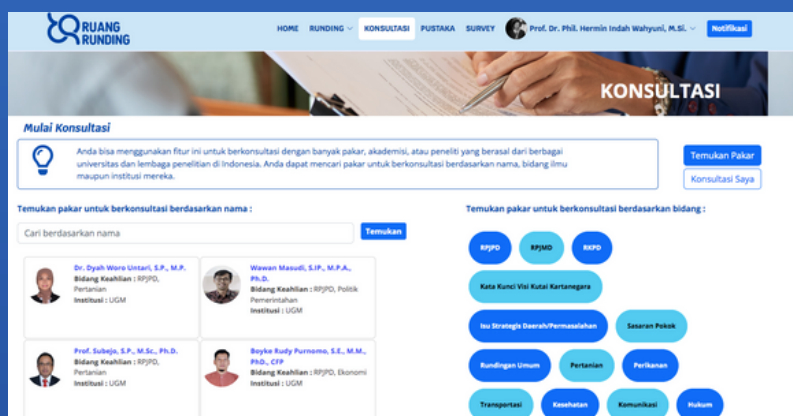 RUANG
RUNDING
HOME RUNDING KONSULTASI PUSTAKA SURVEY Prof. Dr. Phil. Hermin Indah Wahyuni, M.Si. Notifikasi
KONSULTASI
Mulai Konsultasi
Anda bisa menggunakan fitur ini untuk berkonsultasi dengan banyak pakar, akademisi, atau peneliti yang berasal dari berbagai
universitas dan lembaga penelitian di Indonesia. Anda dapat mencari pakar untuk berkonsultasi berdasarkan nama, bidang ilmu
maupun institusi mereka.
Temukan Pakar
Konsultasi Saya
Temukan pakar untuk berkonsultasi berdasarkan nama :
Cari berdasarkan nama
Temukan
Dr. Dyah Woro Untari, S.P., M.P.
Bidang Keahlian : RPJPD,
Pertanian
Institusi : UGM
Wawan Masudi, S.IP., M.P.A.,
Ph.D.
Bidang Keahlian : RPJPD, Politik
Pemerintahan
Institusi : UGM
Prof. Subejo, S.P., M.Sc., Ph.D.
Bidang Keahlian : RPJPD,
Pertanian
Institusi : UGM
Boyke Rudy Purnomo, S.E., M.M.,
PhD., CFP
Bidang Keahlian : RPJPD, Ekonomi
Institusi : UGM
Temukan pakar untuk berkonsultasi berdasarkan bidang :
RPJPD RPJMD RKPD
Kata Kunci Visi Kutai Kartanegara
Isu Strategis Daerah/Permasalahan Sasaran Pokok
Rundingan Umum Pertanian Perikanan
Transportasi Kesehatan Komunikasi Hukum